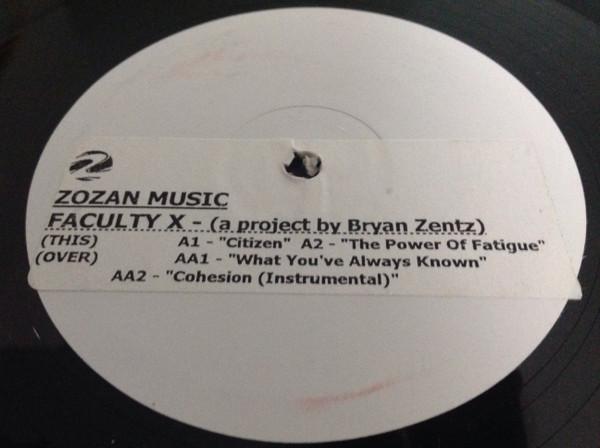 ZOZAN MUSIC
FACULTY X - (a project by Bryan Zentz)
(THIS) A1 - "Citizen" A2 - "The Power Of Fatigue"
(OVER) AA1 - "What You've Always Known"
AA2 - "Cohesion (Instrumental)"